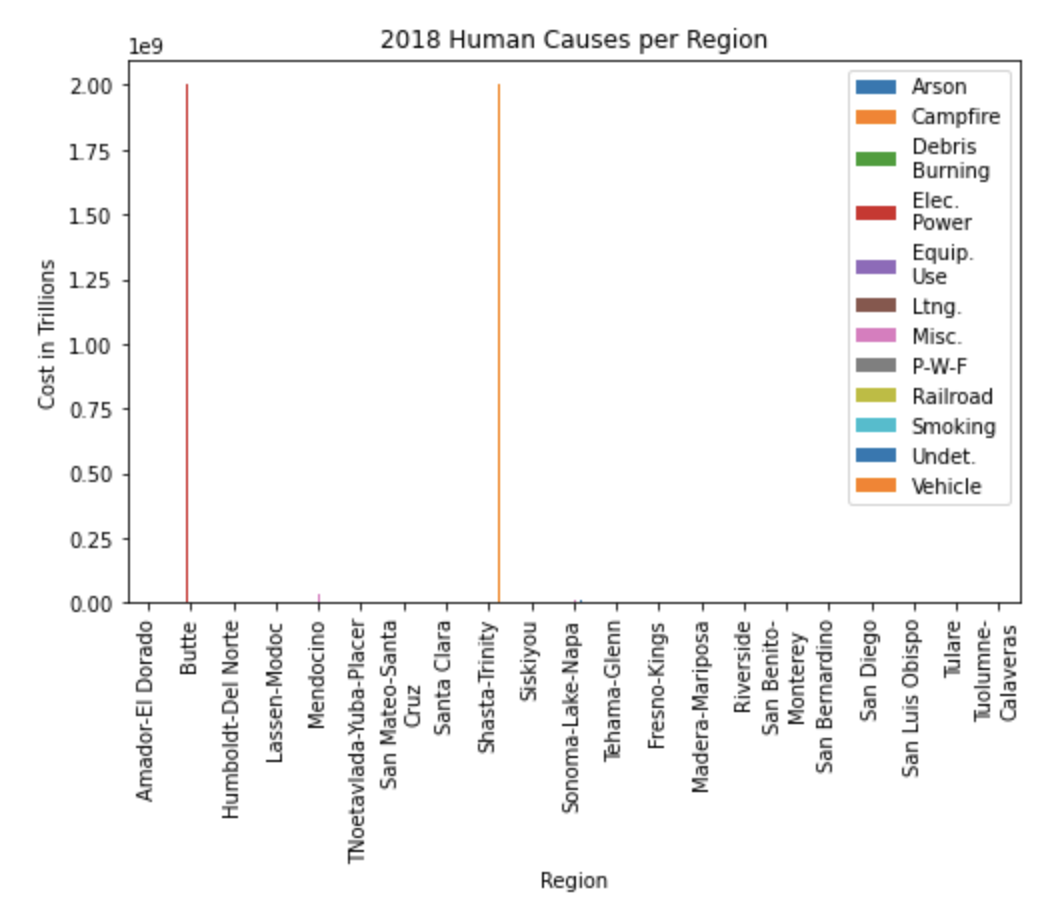 2018 Human Causes per Region
1e9
2.00
1.75
1.50
1.25
1.00
0.75
0.50
0.25
0.00
Cost in Trillions
Arson
Campfire
Debris
Burning
Elec.
Power
Equip.
Use
Ltng.
Misc.
P-W-F
Railroad
Smoking
Undet.
Vehicle
Amador-El Dorado
Butte
Humboldt-Del Norte
Lassen-Modoc
Mendocino
TNoetavlada-Yuba-Placer
San Mateo-Santa
Cruz
Santa Clara
Shasta-Trinity
Siskiyou
Sonoma-Lake-Napa
Tehama-Glenn
Fresno-Kings
Madera-Mariposa
Riverside
San Benito-
Monterey
San Bernardino
San Diego
San Luis Obispo
Tulare
Tuolumne-
Calaveras
Region